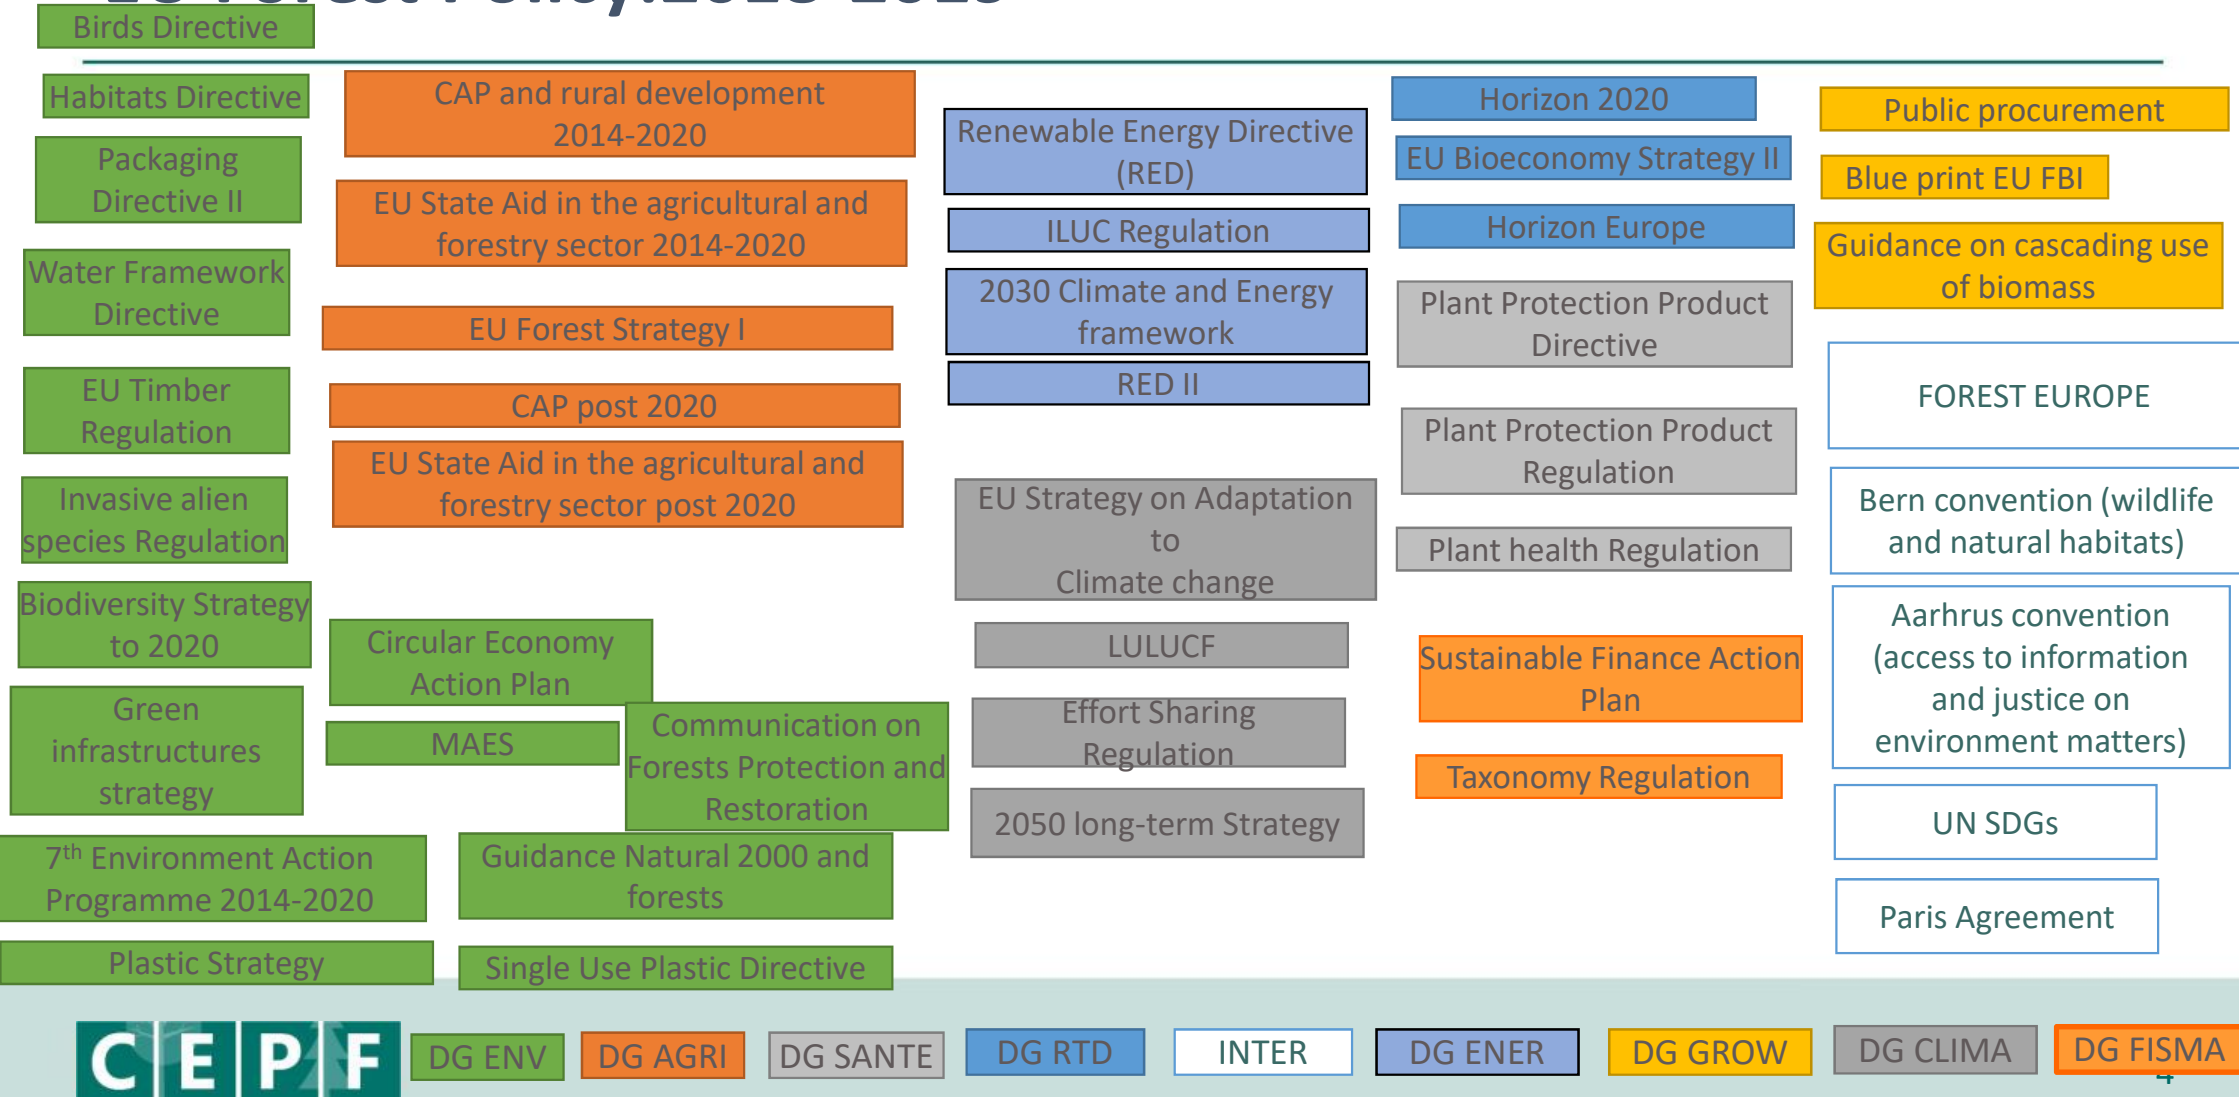 Forest Policy
Birds Directive
Habitats Directive
Packaging
Directive II
Water Framework
Directive
EU Timber
Regulation
Invasive alien
species Regulation
Biodiversity Strategy
to 2020
Green
infrastructures
strategy
7th Environment Action
Programme 2014-2020
Plastic Strategy
CAP and rural development
2014-2020
EU State Aid in the agricultural and
forestry sector 2014-2020
EU Forest Strategy I
CAP post 2020
EU State Aid in the agricultural and
forestry sector post 2020
Circular Economy
Action Plan
MAES
Communication on
Forests Protection and
Restoration
Guidance Natural 2000 and
forests
Single Use Plastic Directive
Renewable Energy Directive
(RED)
ILUC Regulation
2030 Climate and Energy
framework
RED II
EU Strategy on Adaptation
to
Climate change
LULUCF
Effort Sharing
Regulation
2050 long-term Strategy
Horizon 2020
EU Bioeconomy Strategy II
Horizon Europe
Plant Protection Product
Directive
Plant Protection Product
Regulation
Plant health Regulation
Sustainable Finance Action
Plan
Taxonomy Regulation
Public procurement
Blue print EU FBI
Guidance on cascading use
of biomass
FOREST EUROPE
Bern convention (wildlife
and natural habitats)
Aarhrus convention
(access to information
and justice on
environment matters)
UN SDGs
Paris Agreement
CEPF
DG ENV
DG AGRI
DG SANTE
DG RTD
INTER
DG ENER
DG GROW
DG CLIMA
DG FISMA
4